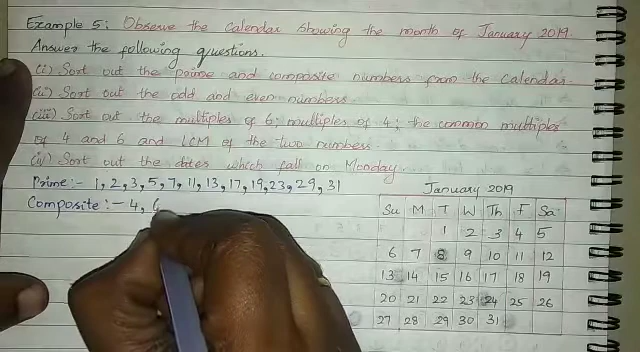 Example 5: Observe the Calendar showing the month of January 2019.
Answer the following questions.
(i) Sort out the prime and composite numbers from the calendar.
(ii) Sort out the odd and even numbers.
(iii) Sort out the multiples of 6, multiples of 4, the common multiples
of 4 and 6 and LCM of the two numbers.
(iv) Sort out the dates which fall on Monday.
Prime:- 1, 2, 3, 5, 7, 11, 13, 17, 19, 23, 29, 31
Composite:- 4, 6
January 2019
Su M T W Th F Sa
1 2 3 4 5
6 7 8 9 10 11 12
13 14 15 16 17 18 19
20 21 22 23 24 25 26
27 28 29 30 31